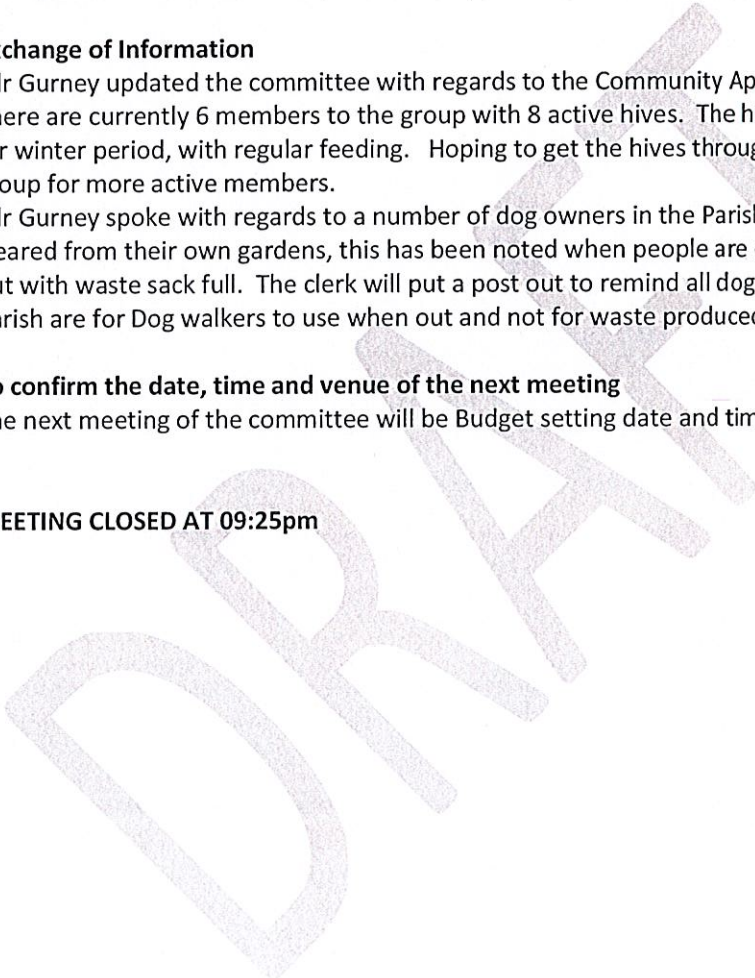 xchange of Information
lr Gurney updated the committee with regards to the Community Ap
here are currently 6 members to the group with 8 active hives. The h
r winter period, with regular feeding. Hoping to get the hives throug
oup for more active members.
lr Gurney spoke with regards to a number of dog owners in the Parish
eared from their own gardens, this has been noted when people are
ut with waste sack full. The clerk will put a post out to remind all dog
arish are for Dog walkers to use when out and not for waste produced
o confirm the date, time and venue of the next meeting
he next meeting of the committee will be Budget setting date and tim
EETING CLOSED AT 09:25pm
DRAFT